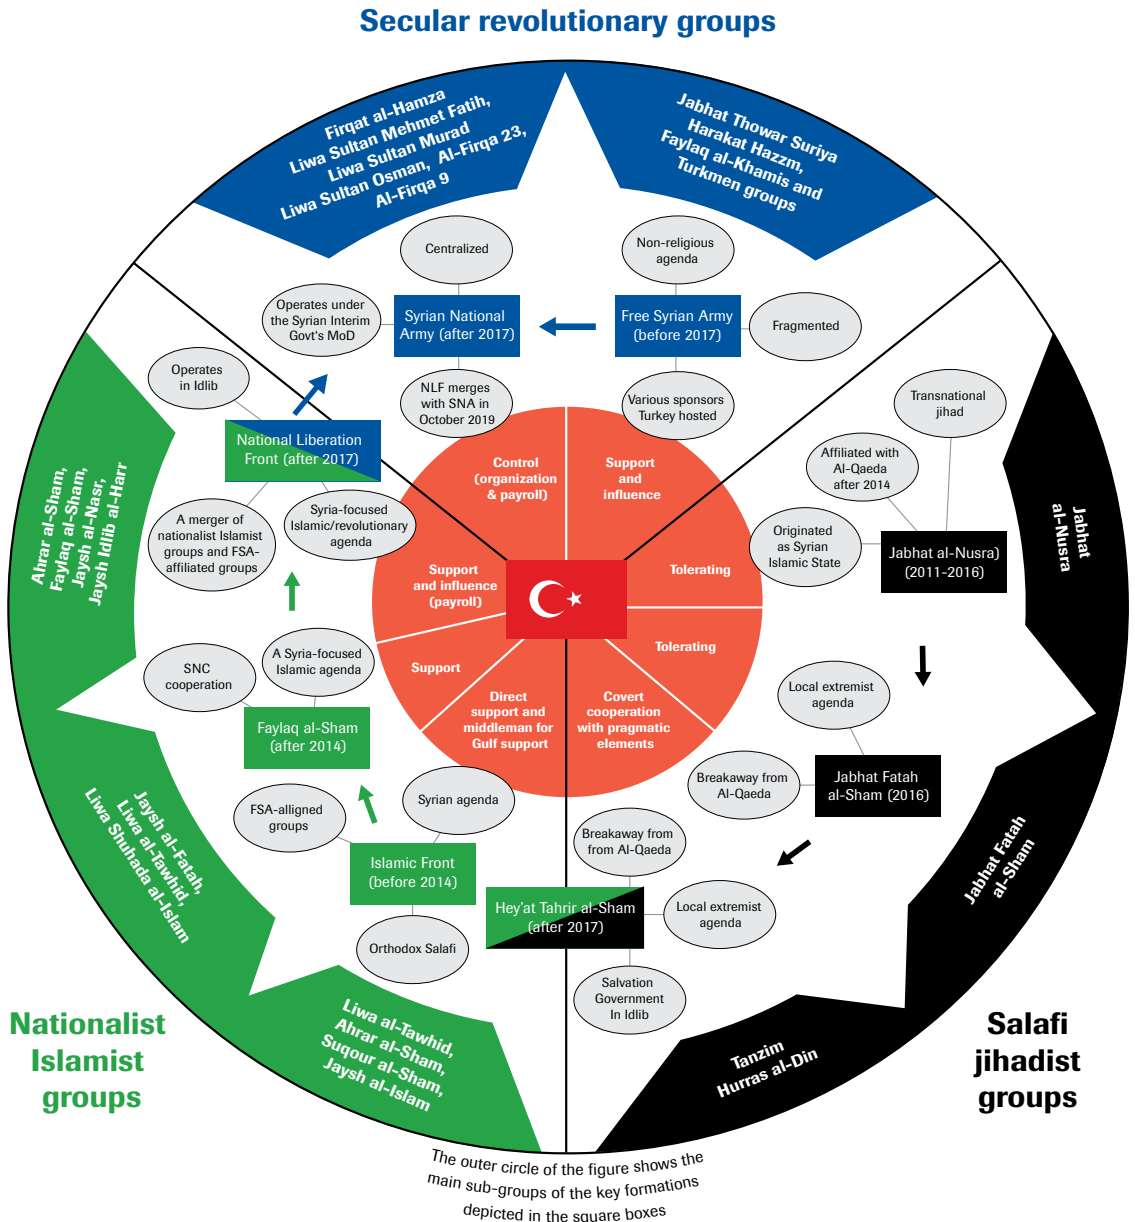 Secular revolutionary groups
Firqat al-Hamza
Liwa Sultan Mehmet Fatih,
Liwa Sultan Murad
Liwa Sultan Osman, Al-Firqa 23,
Al-Firqa 9
Jabhat Thowar Suriya
Harakat Hazzm,
Faylaq al-Khamis and
Turkmen groups
Centralized
Non-religious
agenda
Operates under
the Syrian Interim
Govt's MoD
Syrian National
Army (after 2017)
Free Syrian Army
(before 2017)
Fragmented
Operates
in Idlib
NLF merges
with SNA in
October 2019
Various sponsors
Turkey hosted
Transnational
jihad
National Liberation
Front (after 2017)
Control
(organization
& payroll)
Support
and
influence
Affiliated with
Al-Qaeda
after 2014
Ahrar al-Sham,
Faylaq al-Sham,
Jaysh al-Nasr,
Jaysh Idlib al-Harr
A merger of
nationalist Islamist
groups and FSA-
affiliated groups
Syria-focused
Islamic/revolutionary
agenda
Originated
as Syrian
Islamic State
Jabhat al-Nusra)
(2011-2016)
Jabhat
al-Nusra
Support
and influence
(payroll)
Tolerating
SNC
cooperation
A Syria-focused
Islamic agenda
Support
Tolerating
Local extremist
agenda
Faylaq al-Sham
(after 2014)
Direct
support and
middleman for
Gulf support
Covert
cooperation
with pragmatic
elements
Breakaway from
Al-Qaeda
Jabhat Fatah
al-Sham (2016)
Jaysh al-Fatah,
Liwa al-Tawhid,
Liwa Shuhada al-Islam
FSA-alligned
groups
Syrian agenda
Breakaway from
from Al-Qaeda
Jabhat Fatah
al-Sham
Islamic Front
(before 2014)
Hey'at Tahrir al-Sham
(after 2017)
Local extremist
agenda
Orthodox Salafi
Salvation
Government
In Idlib
Nationalist
Islamist
groups
Liwa al-Tawhid,
Ahrar al-Sham,
Suqour al-Sham,
Jaysh al-Islam
Tanzim
Hurras al-Din
Salafi
jihadist
groups
The outer circle of the figure shows the
main sub-groups of the key formations
depicted in the square boxes